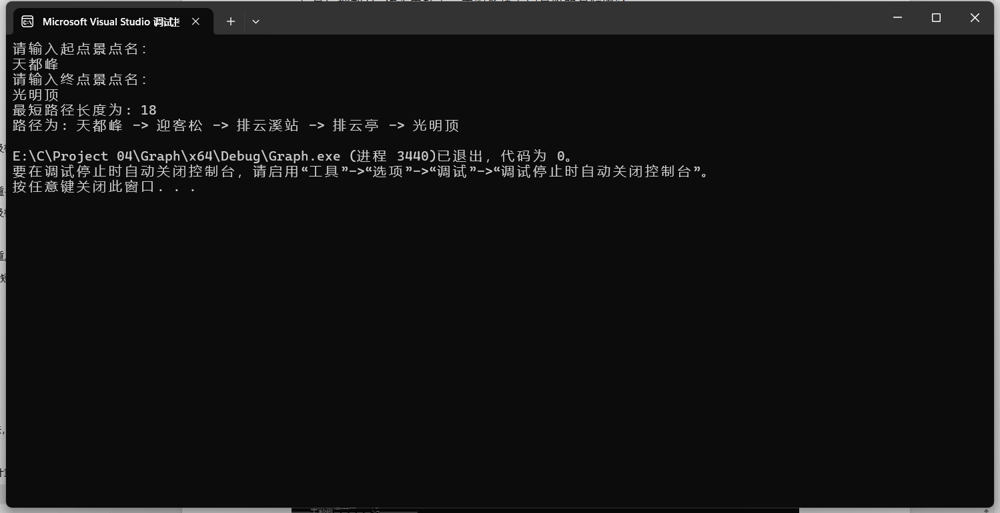 Microsoft Visual Studio 调试
请输入起点景点名：
天都峰
请输入终点景点名：
光明顶
最短路径长度为：18
路径为：天都峰 -> 迎客松 -> 排云溪站 -> 排云亭 -> 光明顶
E:\C\Project 04\Graph\x64\Debug\Graph.exe (进程 3440)已退出，代码为 0。
要在调试停止时自动关闭控制台，请启用“工具”->“选项”->“调试”->“调试停止时自动关闭控制台”。
按任意键关闭此窗口. . .